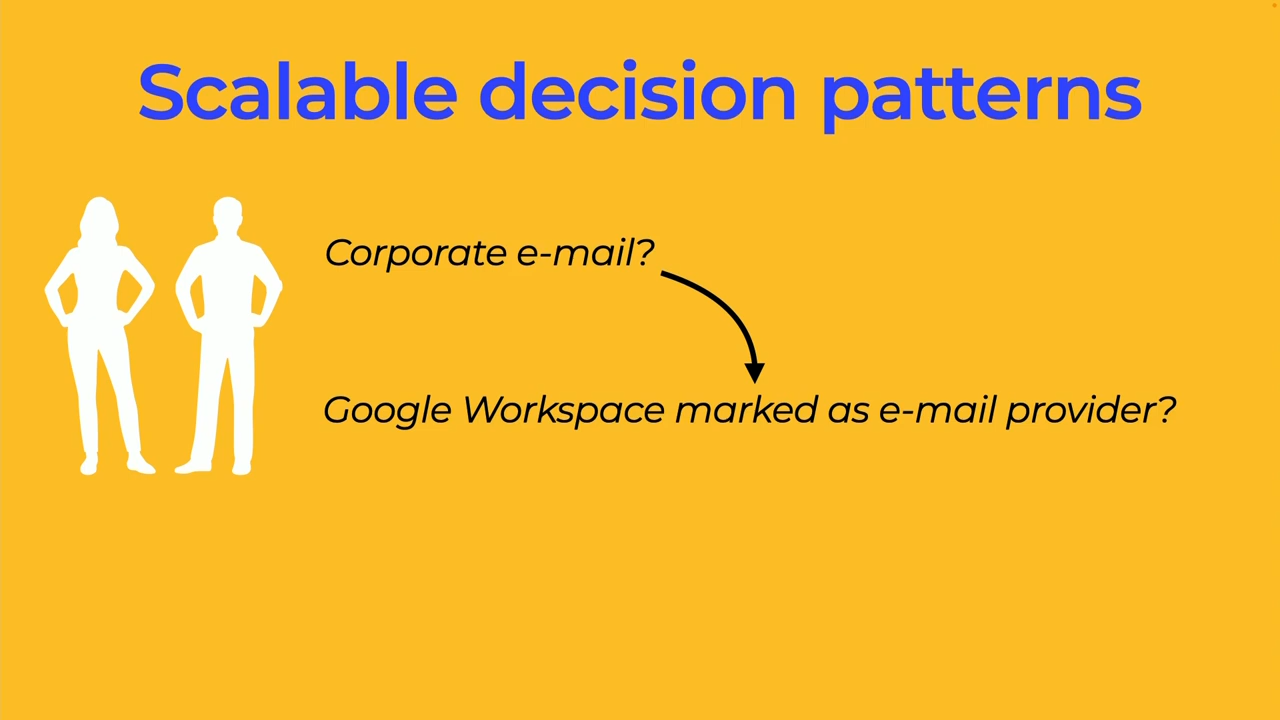 Scalable decision patterns
Corporate e-mail?
Google Workspace marked as e-mail provider?